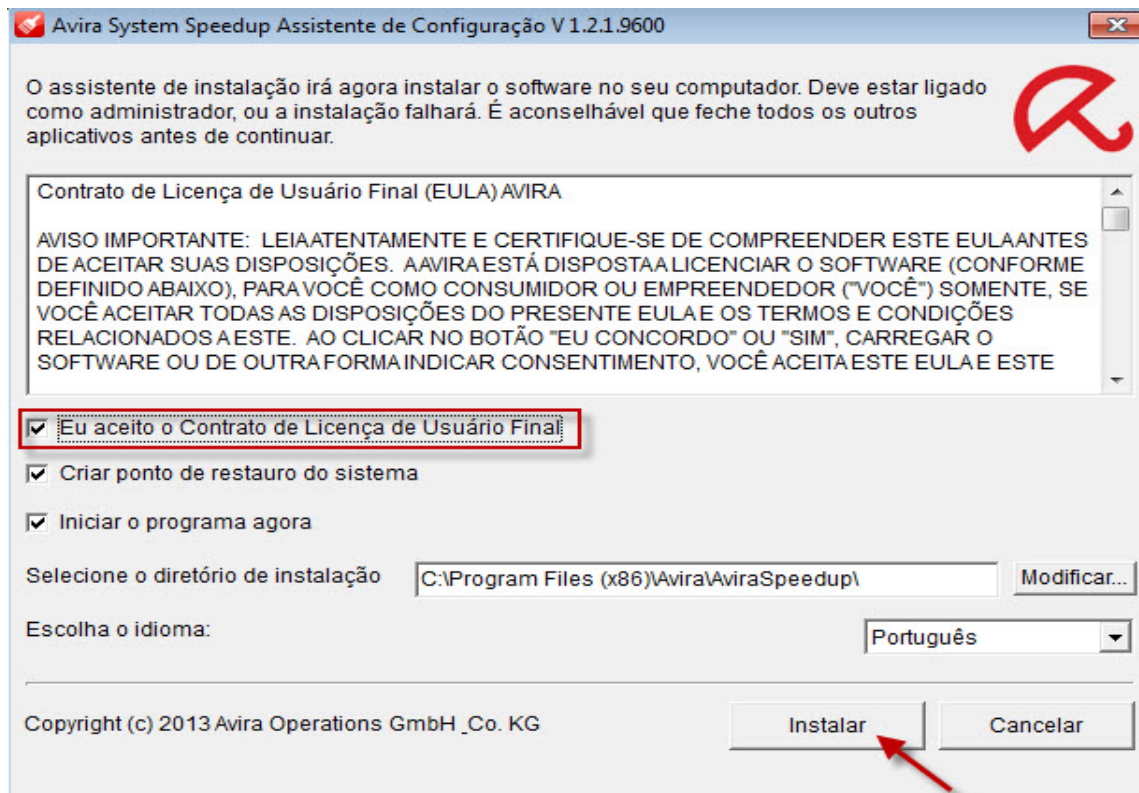 Avira System Speedup Assistente de Configuração V 1.2.1.9600
O assistente de instalação irá agora instalar o software no seu computador. Deve estar ligado
como administrador, ou a instalação falhará. É aconselhável que feche todos os outros
aplicativos antes de continuar.
Contrato de Licença de Usuário Final (EULA) AVIRA
AVISO IMPORTANTE: LEIA ATENTAMENTE E CERTIFIQUE-SE DE COMPREENDER ESTE EULA ANTES
DE ACEITAR SUAS DISPOSIÇÕES. A AVIRA ESTÁ DISPOSTA A LICENCIAR O SOFTWARE (CONFORME
DEFINIDO ABAIXO), PARA VOCÊ COMO CONSUMIDOR OU EMPREENDEDOR ("VOCÊ") SOMENTE, SE
VOCÊ ACEITAR TODAS AS DISPOSIÇÕES DO PRESENTE EULA E OS TERMOS E CONDIÇÕES
RELACIONADOS A ESTE. AO CLICAR NO BOTÃO "EU CONCORDO" OU "SIM", CARREGAR O
SOFTWARE OU DE OUTRA FORMA INDICAR CONSENTIMENTO, VOCÊ ACEITA ESTE EULA E ESTE
Eu aceito o Contrato de Licença de Usuário Final
Criar ponto de restauro do sistema
Iniciar o programa agora
Selecione o diretório de instalação C:\Program Files (x86)\Avira\AviraSpeedup\ Modificar...
Escolha o idioma: Português
Copyright (c) 2013 Avira Operations GmbH _Co. KG Instalar Cancelar